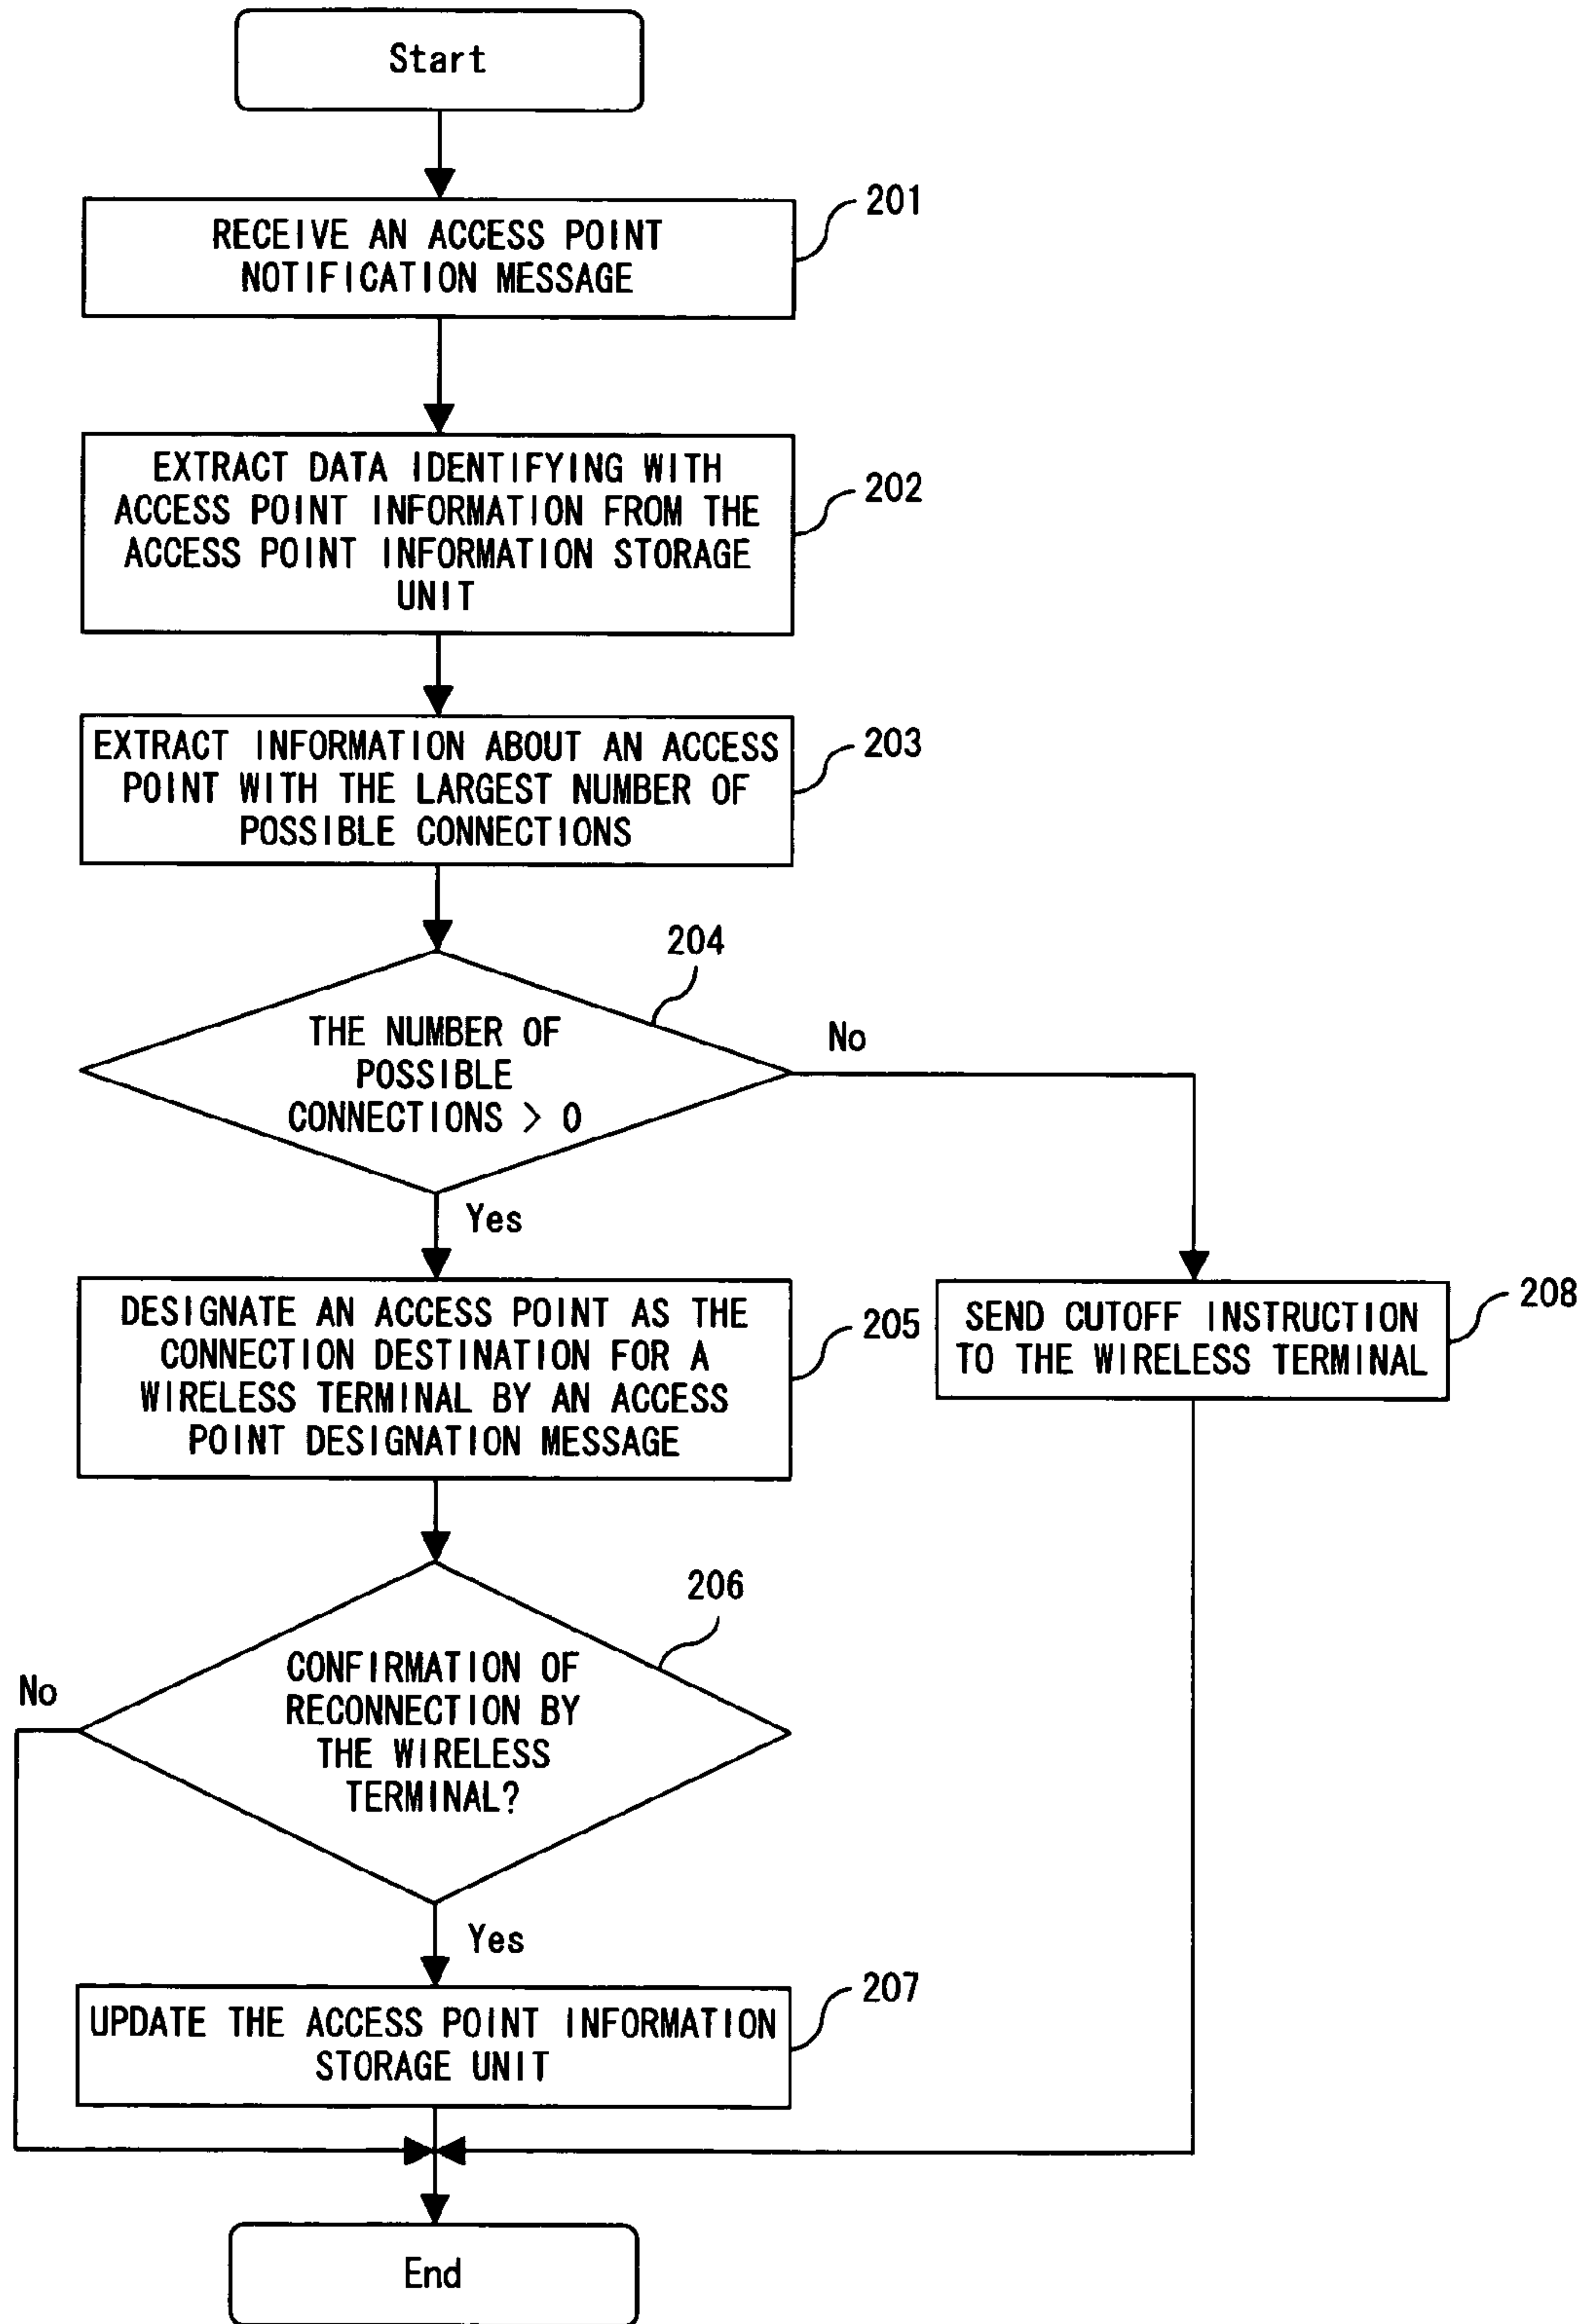 Start
201
RECEIVE AN ACCESS POINT
NOTIFICATION MESSAGE
202
EXTRACT DATA IDENTIFYING WITH
ACCESS POINT INFORMATION FROM THE
ACCESS POINT INFORMATION STORAGE
UNIT
203
EXTRACT INFORMATION ABOUT AN ACCESS
POINT WITH THE LARGEST NUMBER OF
POSSIBLE CONNECTIONS
204
THE NUMBER OF
POSSIBLE
CONNECTIONS > 0
No
Yes
DESIGNATE AN ACCESS POINT AS THE
CONNECTION DESTINATION FOR A
WIRELESS TERMINAL BY AN ACCESS
POINT DESIGNATION MESSAGE
205
SEND CUTOFF INSTRUCTION
TO THE WIRELESS TERMINAL
208
206
CONFIRMATION OF
RECONNECTION BY
THE WIRELESS
TERMINAL?
No
Yes
207
UPDATE THE ACCESS POINT INFORMATION
STORAGE UNIT
End